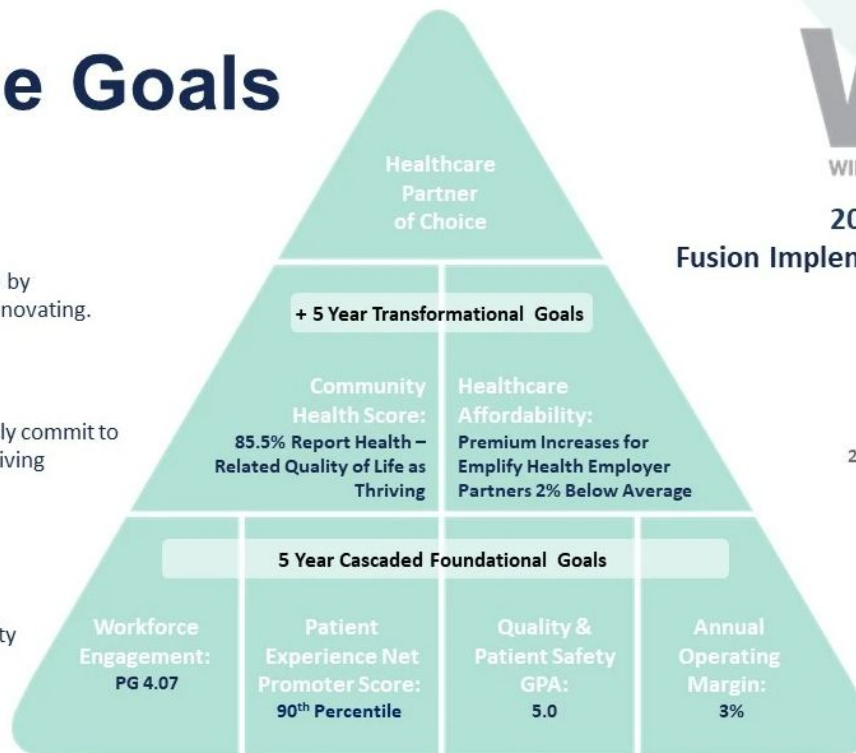 e Goals
by
novating.
ly commit to
iving
ty
Healthcare
Partner
of Choice
+ 5 Year Transformational Goals
Community
Health Score:
85.5% Report Health –
Related Quality of Life as
Thriving
Healthcare
Affordability:
Premium Increases for
Emplify Health Employer
Partners 2% Below Average
5 Year Cascaded Foundational Goals
Workforce
Engagement:
PG 4.07
Patient
Experience Net
Promoter Score:
90th Percentile
Quality &
Patient Safety
GPA:
5.0
Annual
Operating
Margin:
3%
WI
20
Fusion Implem
2